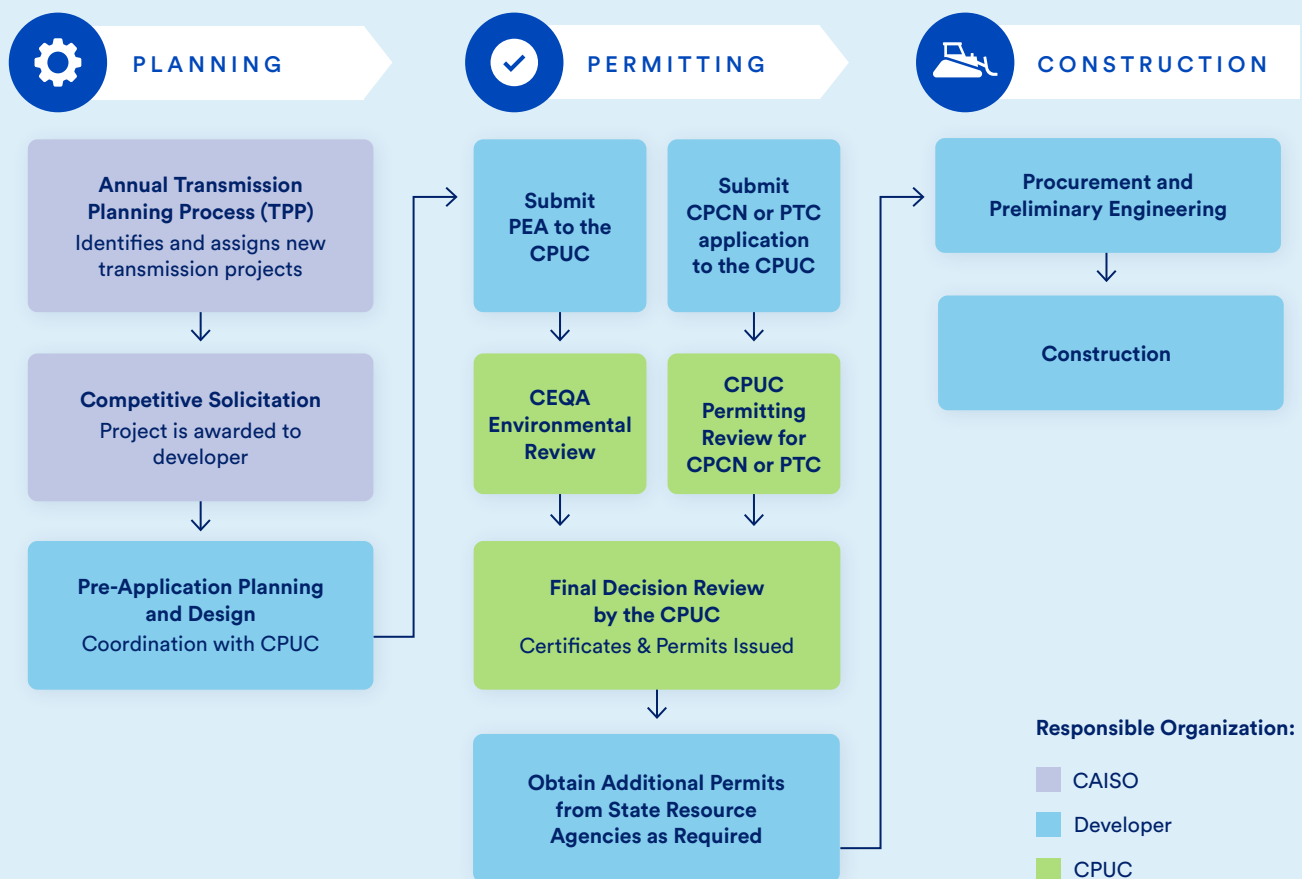 PLANNING
Annual Transmission
Planning Process (TPP)
Identifies and assigns new
transmission projects
Competitive Solicitation
Project is awarded to
developer
Pre-Application Planning
and Design
Coordination with CPUC
PERMITTING
Submit
PEA to the
CPUC
Submit
CPCN or PTC
application
to the CPUC
CEQA
Environmental
Review
CPUC
Permitting
Review for
CPCN or PTC
Final Decision Review
by the CPUC
Certificates & Permits Issued
Obtain Additional Permits
from State Resource
Agencies as Required
CONSTRUCTION
Procurement and
Preliminary Engineering
Construction
Responsible Organization:
CAISO
Developer
CPUC